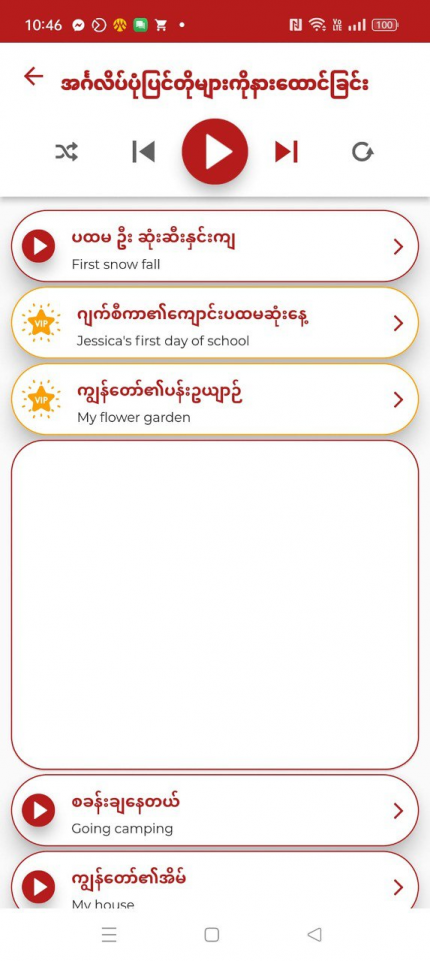 10:46
VO
LTE
100
အင်္ဂလိပ်ပုံပြင်တိုများကိုနားထောင်ခြင်း
ပထမ ဦး ဆုံးဆီးနှင်းကျ
First snow fall
VIP
ဂျက်စီကာ၏ကျောင်းပထမဆုံးနေ့
Jessica's first day of school
VIP
ကျွန်တော်၏ပန်းဥယျာဉ်
My flower garden
စခန်းချနေတယ်
Going camping
ကျွန်တော်၏အိမ်
My house